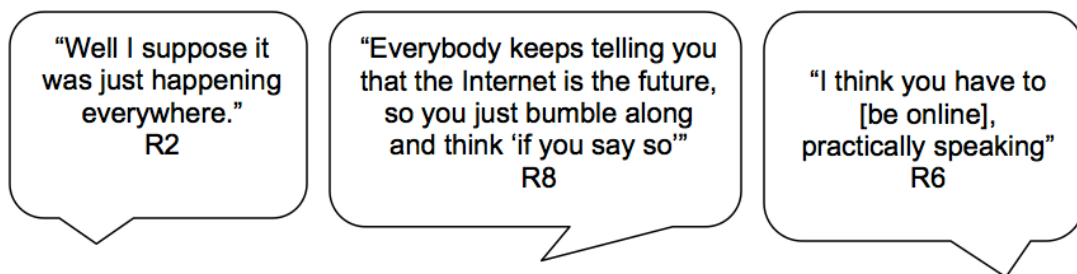 “Well I suppose it
was just happening
everywhere.”
R2
“Everybody keeps telling you
that the Internet is the future,
so you just bumble along
and think ‘if you say so’”
R8
“I think you have to
[be online],
practically speaking”
R6